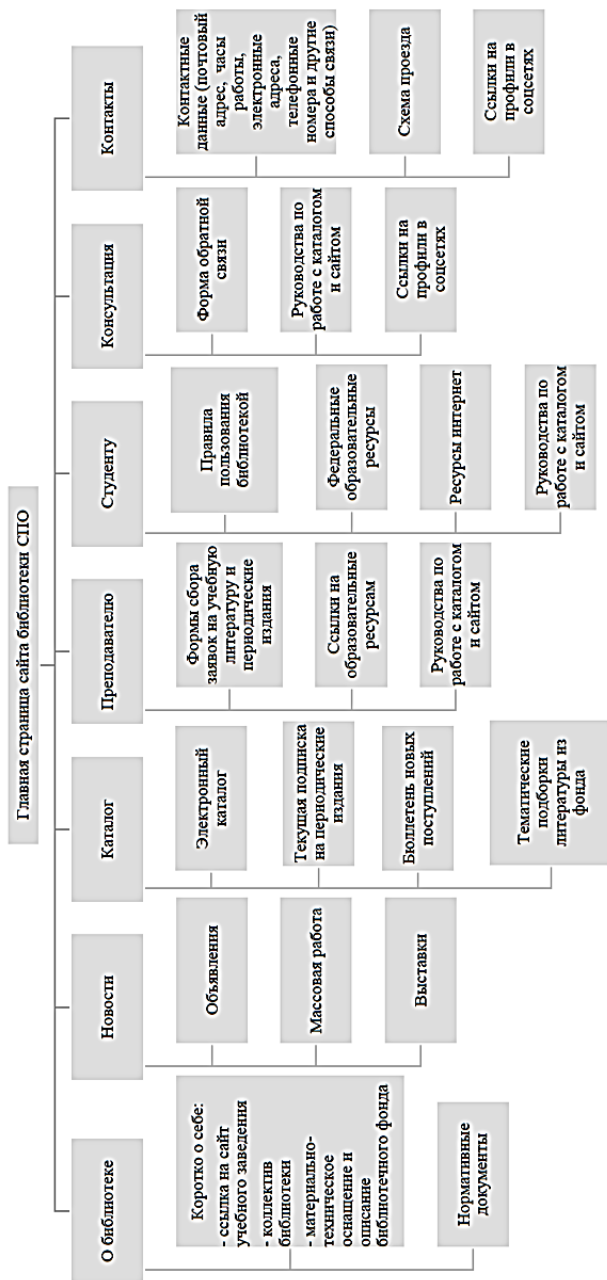 Главная страница сайта библиотеки СПО
О библиотеке
Коротко о себе:
- ссылка на сайт
учебного заведения
- коллектив
библиотеки
- материально-
техническое
оснащение и
описание
библиотечного фонда
Нормативные
документы
Новости
Объявления
Массовая работа
Выставки
Каталог
Электронный
каталог
Текущая подписка
на периодические
издания
Бюллетень новых
поступлений
Тематические
подборки
литературы из
фонда
Преподавателю
Формы сбора
заявок на учебную
литературу и
периодические
издания
Ссылки на
образовательные
ресурсам
Руководства по
работе с каталогом
и сайтом
Студенту
Правила
пользования
библиотекой
Федеральные
образовательные
ресурсы
Ресурсы интернет
Руководства по
работе с каталогом
и сайтом
Консультация
Форма обратной
связи
Руководства по
работе с каталогом
и сайтом
Ссылки на
профили в
соцсетях
Контакты
Контактные
данные (почтовый
адрес, часы
работы,
электронные
адреса,
телефонные
номера и другие
способы связи)
Схема проезда
Ссылки на
профили в
соцсетях